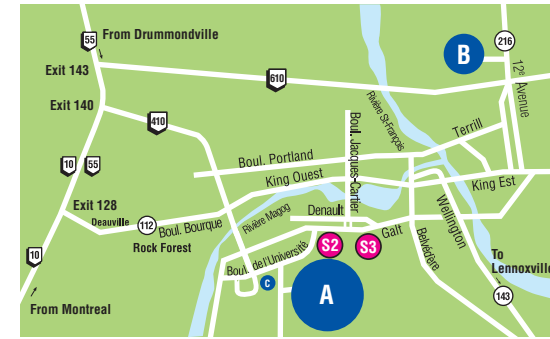 55
From Drummondville
216
B
Exit 143
12e Avenue
610
Exit 140
410
Rivière St-François
Terrill
Boul. Jacques-Cartier
10
55
Boul. Portland
King Ouest
King Est
Exit 128
Deauville
112
Boul. Bourque
Rock Forest
Rivière Magog
Denault
Wellington
S2
S3
Galt
Belvédère
Boul. de l'Université
To
Lennoxville
10
C
A
143
From Montreal